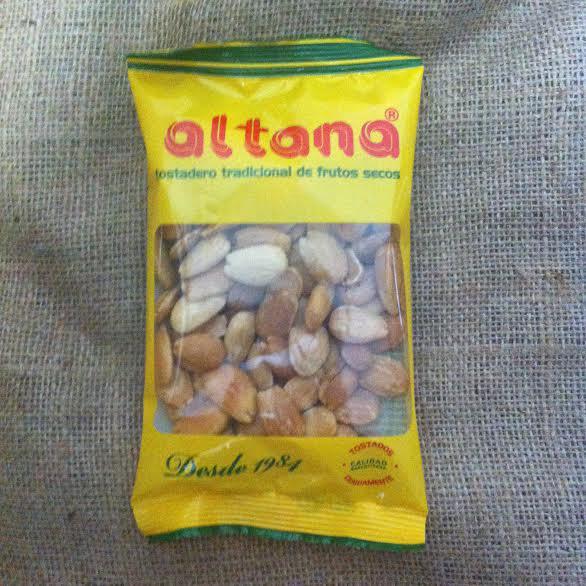 altana®
tostadero tradicional de frutos secos
Desde 1984
TOSTADOS
CALIDAD
DIARIAMENTE